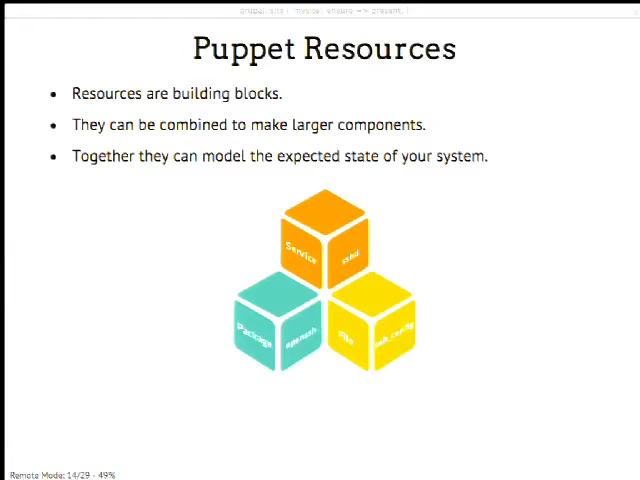 Puppet Resources
Resources are building blocks.
They can be combined to make larger components.
Together they can model the expected state of your system.
Service
sshd
Package
openssh
File
Remote Mode: 14/29 - 49%